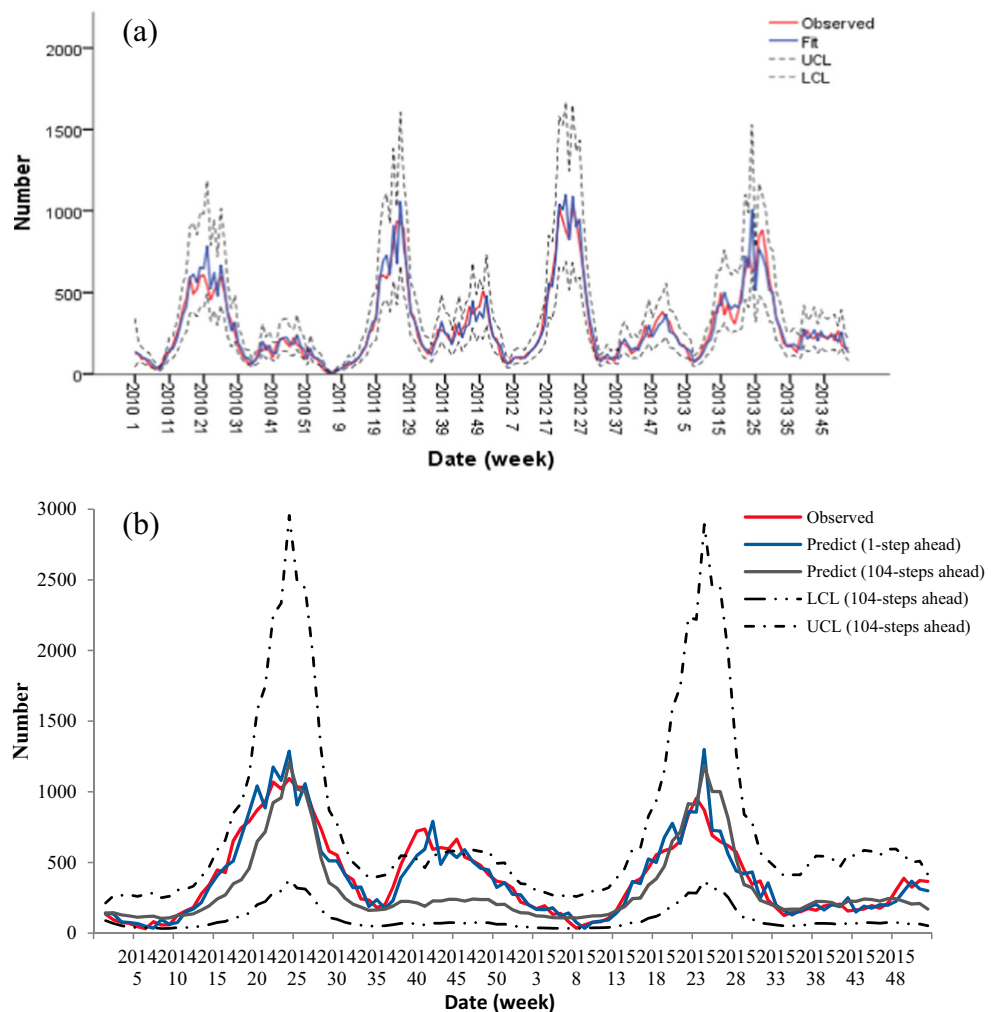 (a)
Observed
Fit
UCL
LCL
2000
1500
1000
500
0
Number
2010 1
2010 11
2010 21
2010 31
2010 41
2010 51
2011 9
2011 19
2011 29
2011 39
2011 49
2012 7
2012 17
2012 27
2012 37
2012 47
2013 5
2013 15
2013 25
2013 35
2013 45
Date (week)
(b)
Observed
Predict (1-step ahead)
Predict (104-steps ahead)
LCL (104-steps ahead)
UCL (104-steps ahead)
3000
2500
2000
1500
1000
500
0
Number
2014 2014 2014 2014 2014 2014 2014 2014 2014 2014 2015 2015 2015 2015 2015 2015 2015 2015 2015 2015
5 10 15 20 25 30 35 40 45 50 3 8 13 18 23 28 33 38 43 48
Date (week)